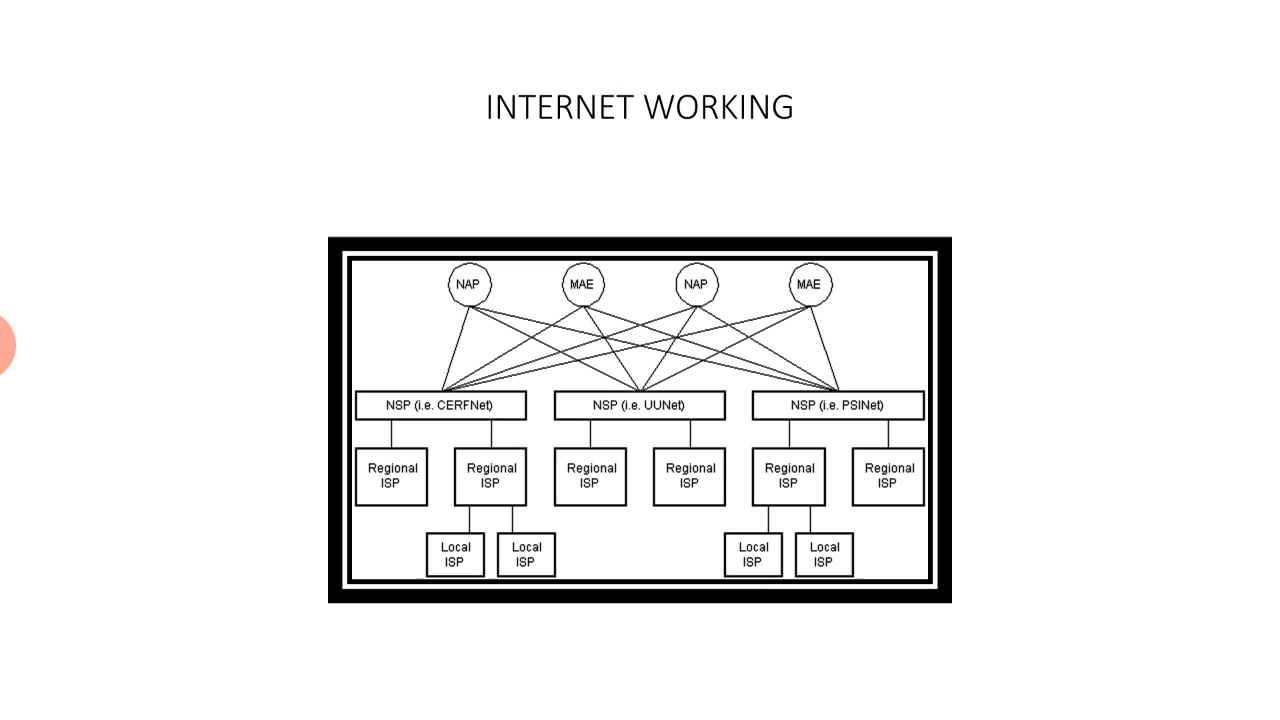 INTERNET WORKING
NAP
MAE
NAP
MAE
NSP (i.e. CERFNet)
NSP (i.e. UUNet)
NSP (i.e. PSINet)
Regional
ISP
Regional
ISP
Regional
ISP
Regional
ISP
Regional
ISP
Regional
ISP
Local
ISP
Local
ISP
Local
ISP
Local
ISP